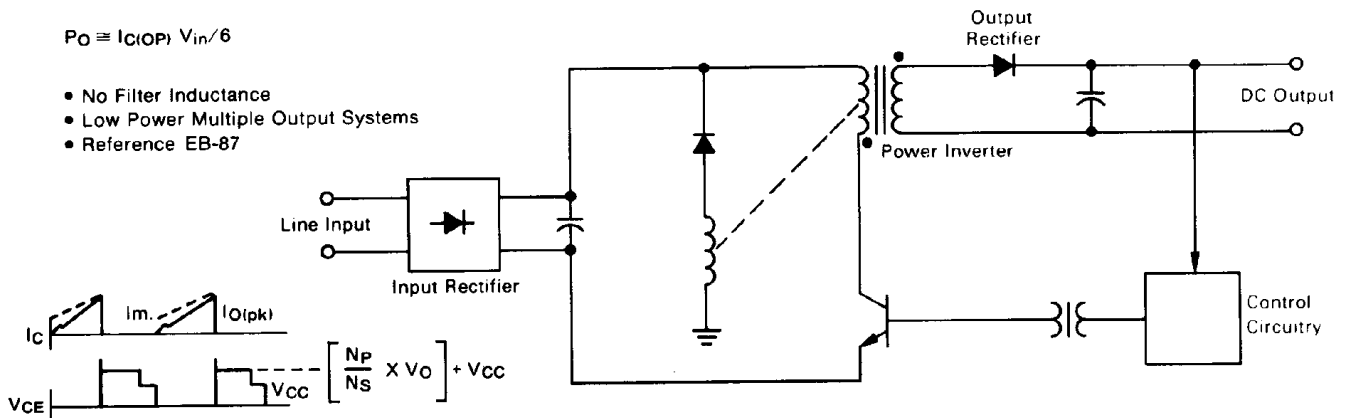 PO ≅ IC(OP) Vin/6
• No Filter Inductance
• Low Power Multiple Output Systems
• Reference EB-87
Output
Rectifier
DC Output
Power Inverter
Line Input
Input Rectifier
Control
Circuitry
IC
Im.
IO(pk)
VCE
VCC
[NP/NS X VO] + VCC